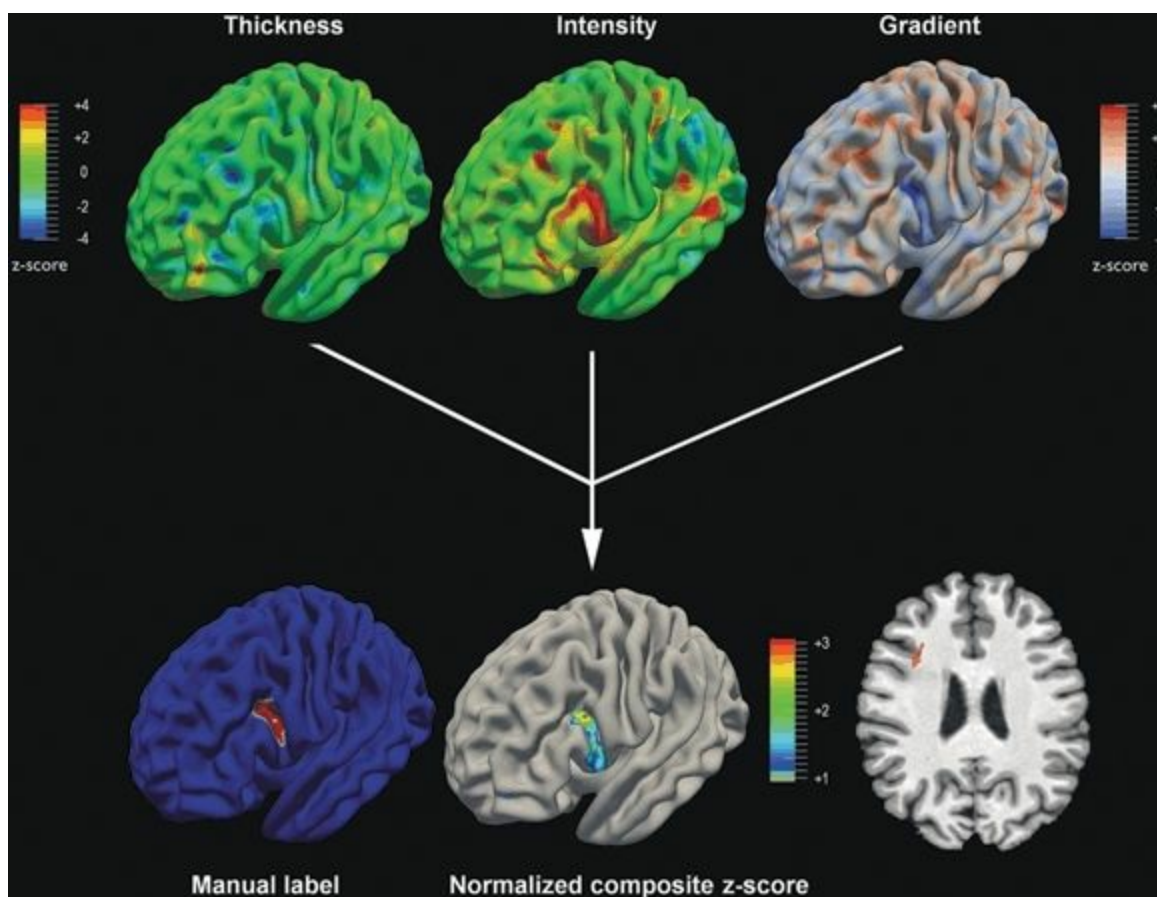 Thickness
Intensity
Gradient
+4
+2
0
-2
-4
z-score
z-score
+3
+2
+1
Manual label
Normalized composite z-score